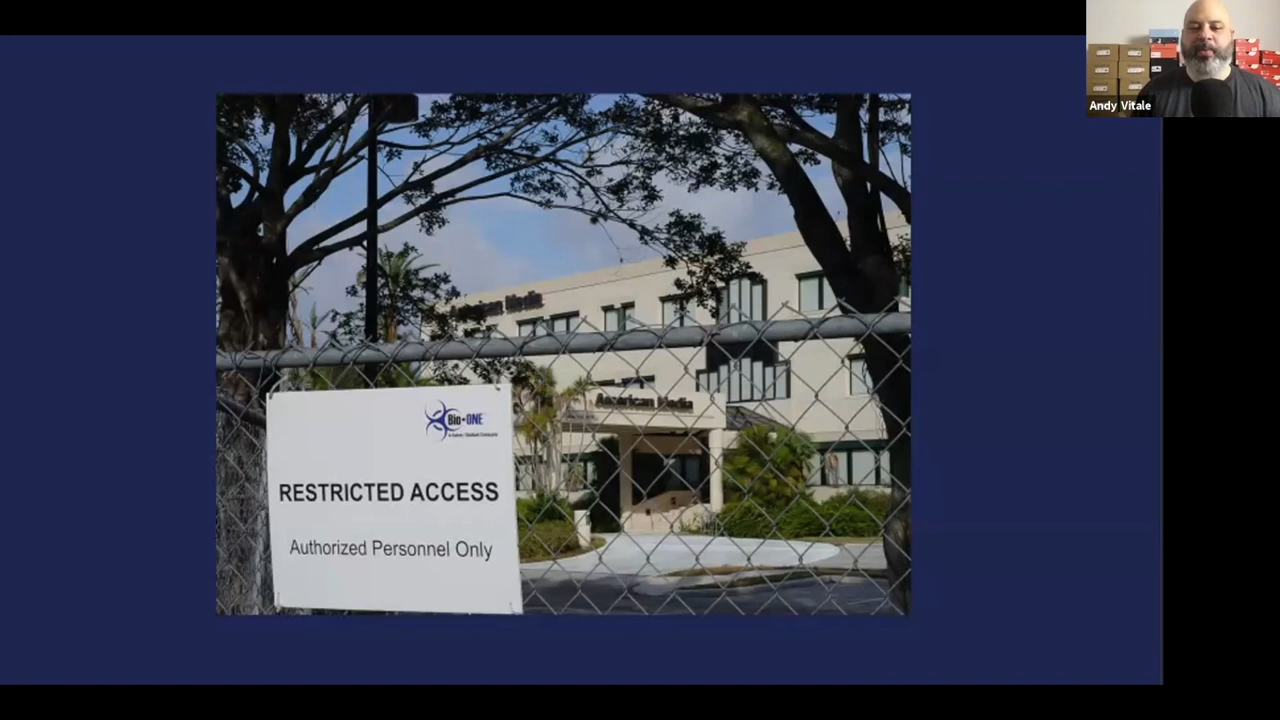 Andy Vitale
American Media
American Media
Bio-ONE
RESTRICTED ACCESS
Authorized Personnel Only